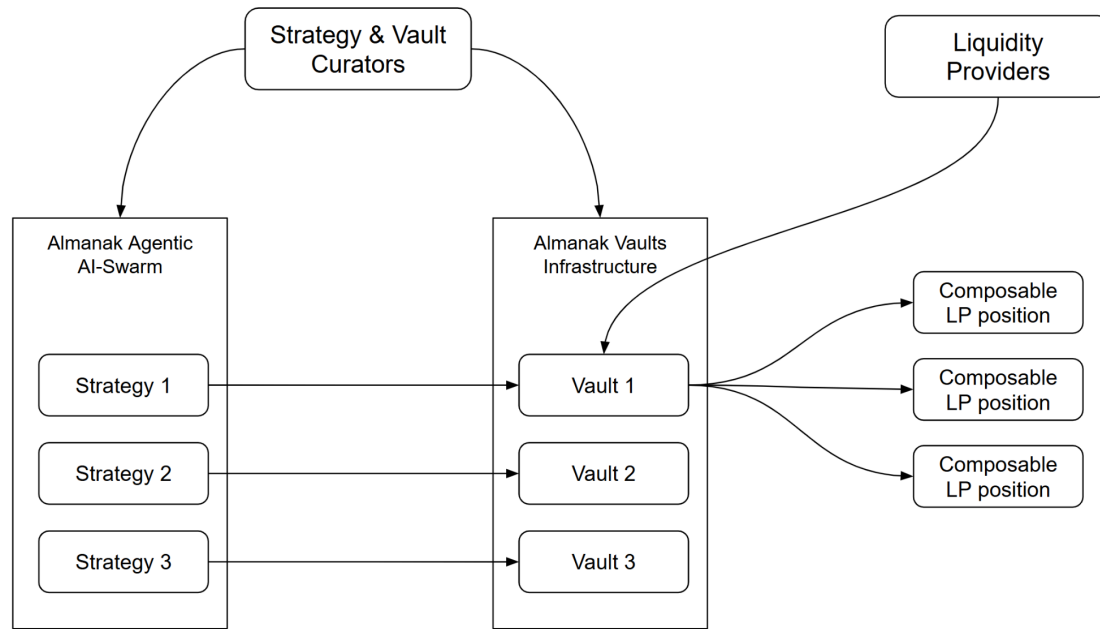 Strategy & Vault
Curators
Liquidity
Providers
Almanak Agentic
AI-Swarm
Almanak Vaults
Infrastructure
Strategy 1
Strategy 2
Strategy 3
Vault 1
Vault 2
Vault 3
Composable
LP position
Composable
LP position
Composable
LP position